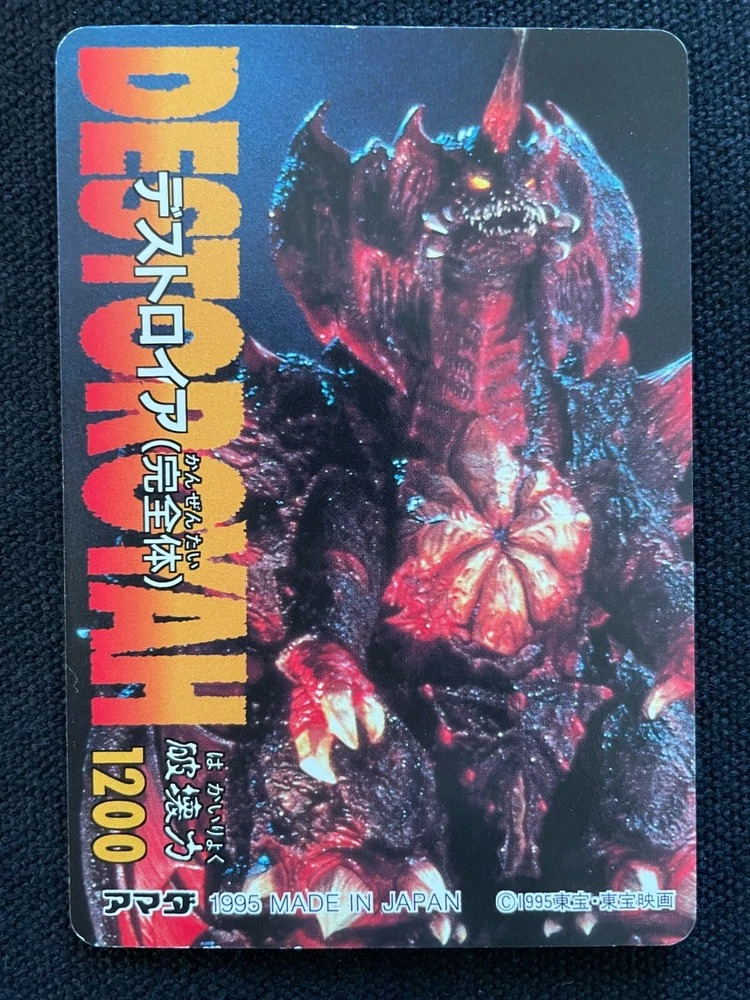 DESTOROYAH
デストロイア(完全体)
かんぜんたい
破壊力
はかいりょく
1200
アマダ
1995 MADE IN JAPAN
©1995東宝・東宝映画